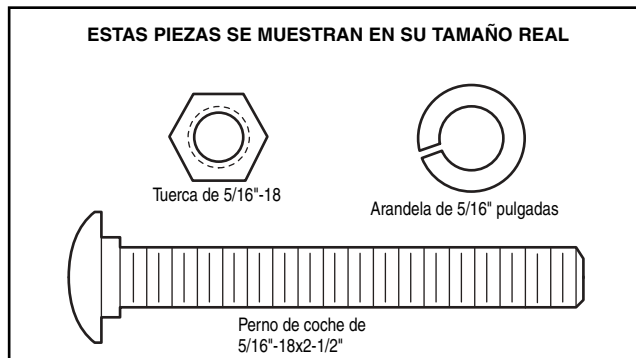 ESTAS PIEZAS SE MUESTRAN EN SU TAMAÑO REAL
Tuerca de 5/16"-18
Arandela de 5/16" pulgadas
Perno de coche de
5/16"-18x2-1/2"